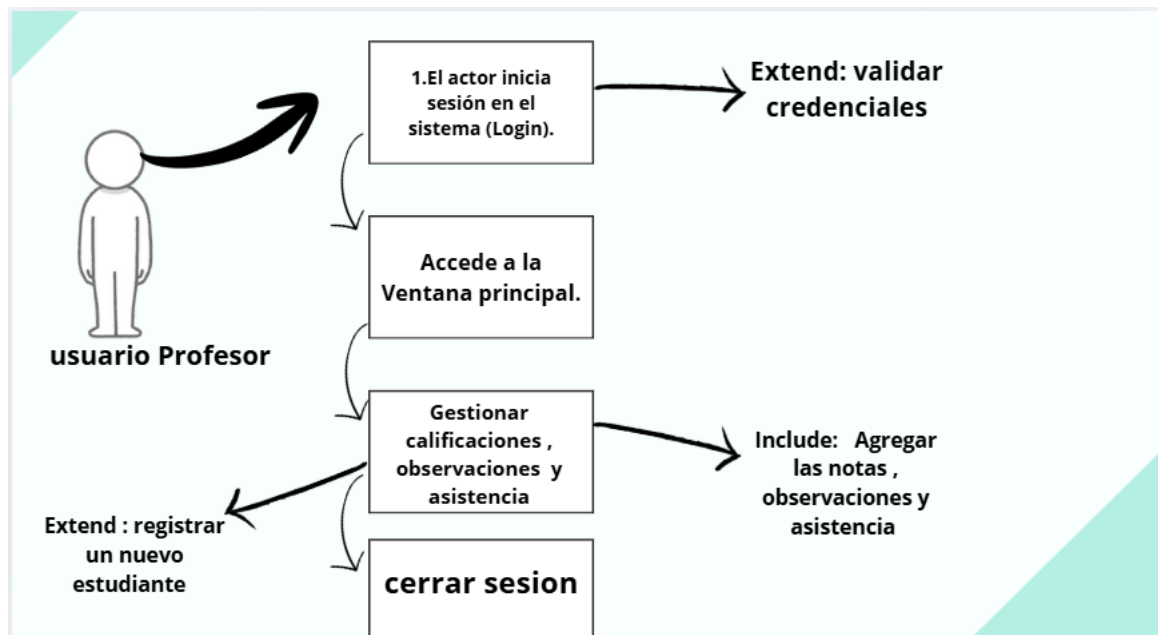 1.El actor inicia
sesión en el
sistema (Login).
Extend: validar
credenciales
Accede a la
Ventana principal.
usuario Profesor
Gestionar
calificaciones ,
observaciones y
asistencia
Include: Agregar
las notas ,
observaciones y
asistencia
Extend : registrar
un nuevo
estudiante
cerrar sesion